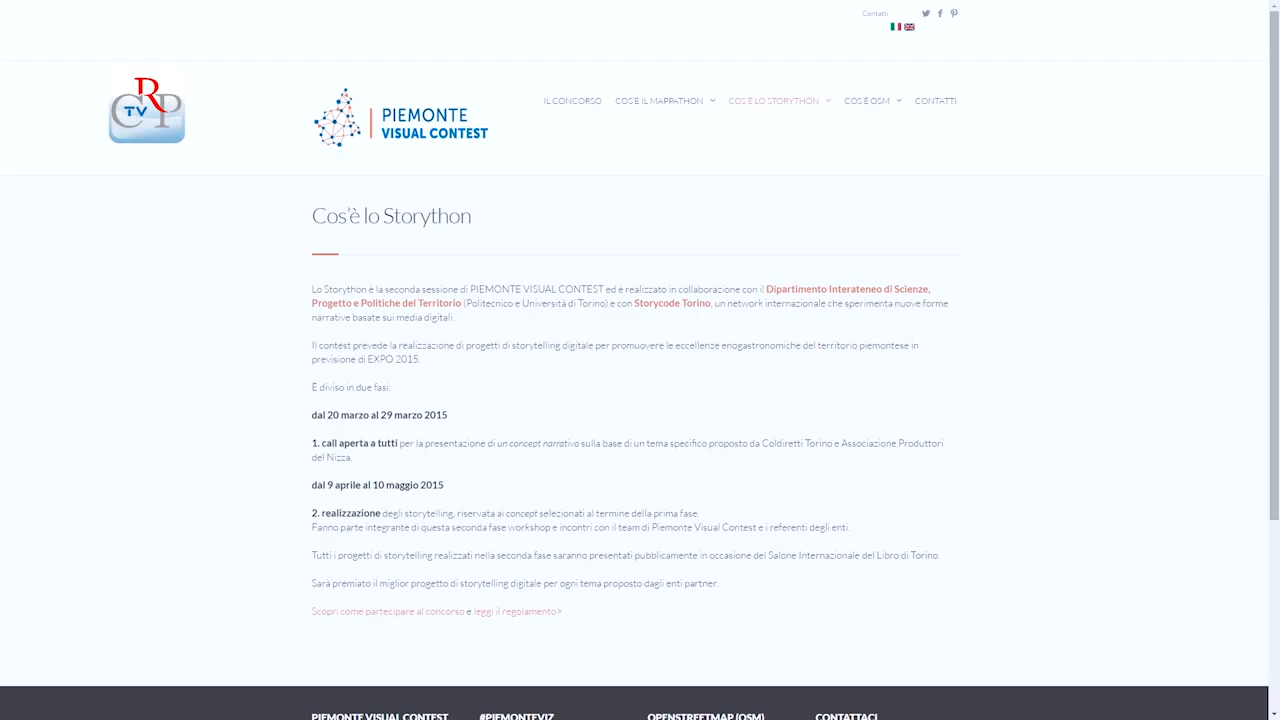 Contatti
CRP TV
PIEMONTE
VISUAL CONTEST
IL CONCORSO COS'È IL MAPPATHON COS'È LO STORYTHON COS'È OSM CONTATTI
Cos'è lo Storython
Lo Storython è la seconda sessione di PIEMONTE VISUAL CONTEST ed è realizzato in collaborazione con il Dipartimento Interateneo di Scienze,
Progetto e Politiche del Territorio (Politecnico e Università di Torino) e con Storycode Torino, un network internazionale che sperimenta nuove forme
narrative basate sui media digitali.
Il contest prevede la realizzazione di progetti di storytelling digitale per promuovere le eccellenze enogastronomiche del territorio piemontese in
previsione di EXPO 2015.
È diviso in due fasi:
dal 20 marzo al 29 marzo 2015
1. call aperta a tutti per la presentazione di un concept narrativo sulla base di un tema specifico proposto da Coldiretti Torino e Associazione Produttori
del Nizza.
dal 9 aprile al 10 maggio 2015
2. realizzazione degli storytelling, riservata ai concept selezionati al termine della prima fase.
Fanno parte integrante di questa seconda fase workshop e incontri con il team di Piemonte Visual Contest e i referenti degli enti.
Tutti i progetti di storytelling realizzati nella seconda fase saranno presentati pubblicamente in occasione del Salone Internazionale del Libro di Torino.
Sarà premiato il miglior progetto di storytelling digitale per ogni tema proposto dagli enti partner.
Scopri come partecipare al concorso e leggi il regolamento>
PIEMONTE VISUAL CONTEST #PIEMONTEVIZ OPENSTREETMAP (OSM) CONTATTACI